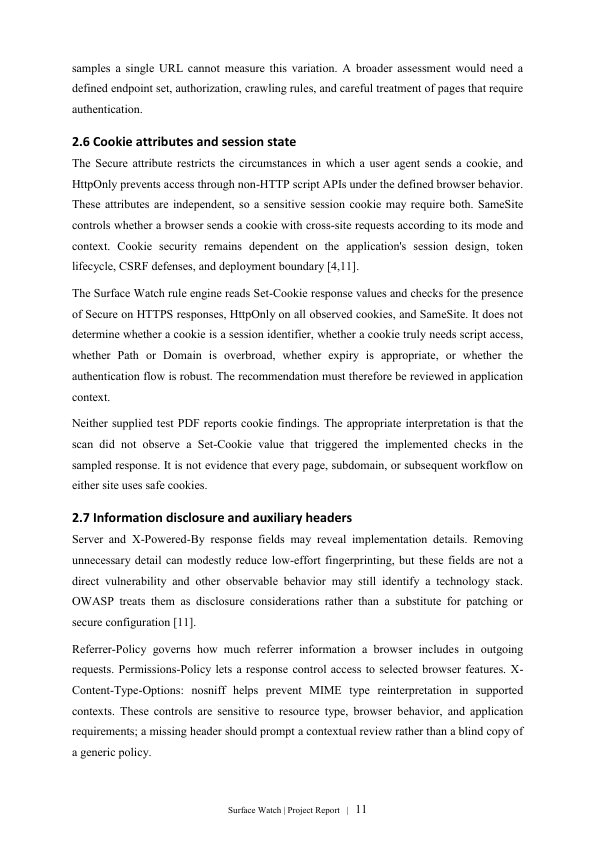 samples a single URL cannot measure this variation. A broader assessment would need a
defined endpoint set, authorization, crawling rules, and careful treatment of pages that require
authentication.
2.6 Cookie attributes and session state
The Secure attribute restricts the circumstances in which a user agent sends a cookie, and
HttpOnly prevents access through non-HTTP script APIs under the defined browser behavior.
These attributes are independent, so a sensitive session cookie may require both. SameSite
controls whether a browser sends a cookie with cross-site requests according to its mode and
context. Cookie security remains dependent on the application's session design, token
lifecycle, CSRF defenses, and deployment boundary [4,11].
The Surface Watch rule engine reads Set-Cookie response values and checks for the presence
of Secure on HTTPS responses, HttpOnly on all observed cookies, and SameSite. It does not
determine whether a cookie is a session identifier, whether a cookie truly needs script access,
whether Path or Domain is overbroad, whether expiry is appropriate, or whether the
authentication flow is robust. The recommendation must therefore be reviewed in application
context.
Neither supplied test PDF reports cookie findings. The appropriate interpretation is that the
scan did not observe a Set-Cookie value that triggered the implemented checks in the
sampled response. It is not evidence that every page, subdomain, or subsequent workflow on
either site uses safe cookies.
2.7 Information disclosure and auxiliary headers
Server and X-Powered-By response fields may reveal implementation details. Removing
unnecessary detail can modestly reduce low-effort fingerprinting, but these fields are not a
direct vulnerability and other observable behavior may still identify a technology stack.
OWASP treats them as disclosure considerations rather than a substitute for patching or
secure configuration [11].
Referrer-Policy governs how much referrer information a browser includes in outgoing
requests. Permissions-Policy lets a response control access to selected browser features. X-
Content-Type-Options: nosniff helps prevent MIME type reinterpretation in supported
contexts. These controls are sensitive to resource type, browser behavior, and application
requirements; a missing header should prompt a contextual review rather than a blind copy of
a generic policy.
Surface Watch | Project Report | 11